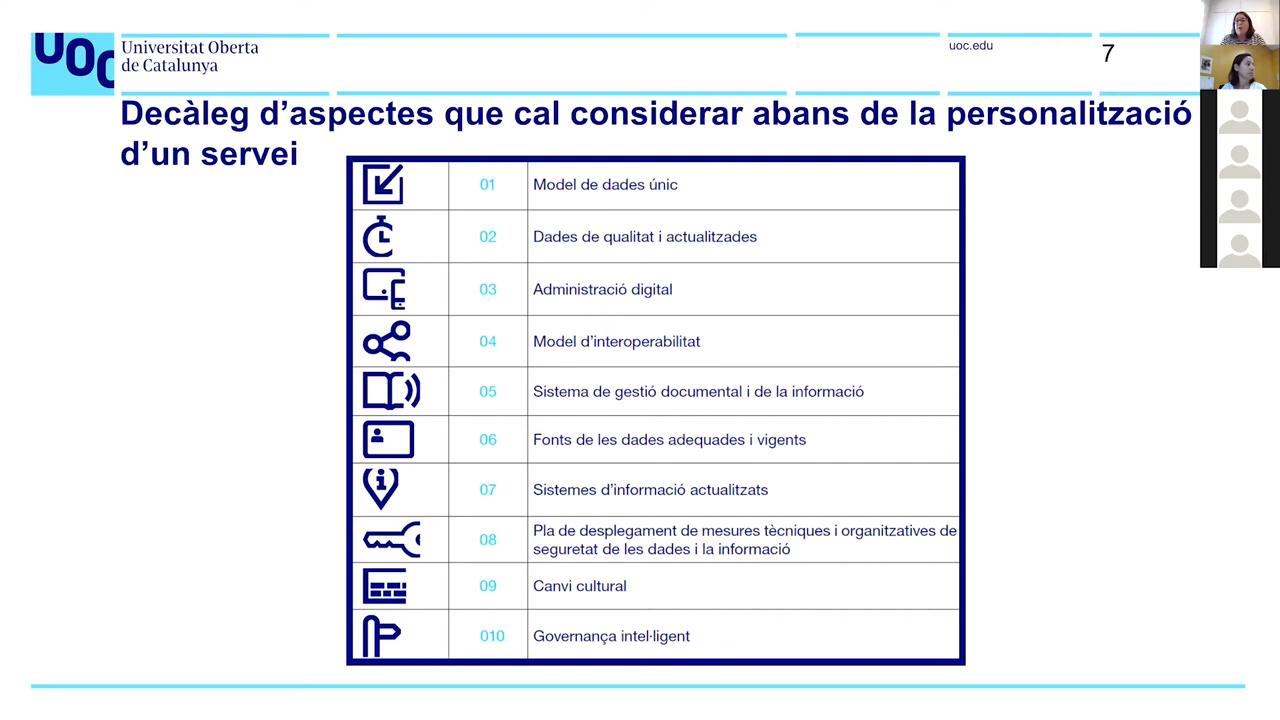 UOC
Universitat Oberta
de Catalunya
uoc.edu
7
Decàleg d’aspectes que cal considerar abans de la personalització
d’un servei
01 Model de dades únic
02 Dades de qualitat i actualitzades
03 Administració digital
04 Model d’interoperabilitat
05 Sistema de gestió documental i de la informació
06 Fonts de les dades adequades i vigents
07 Sistemes d’informació actualitzats
08 Pla de desplegament de mesures tècniques i organitzatives de
seguretat de les dades i la informació
09 Canvi cultural
010 Governança intel·ligent